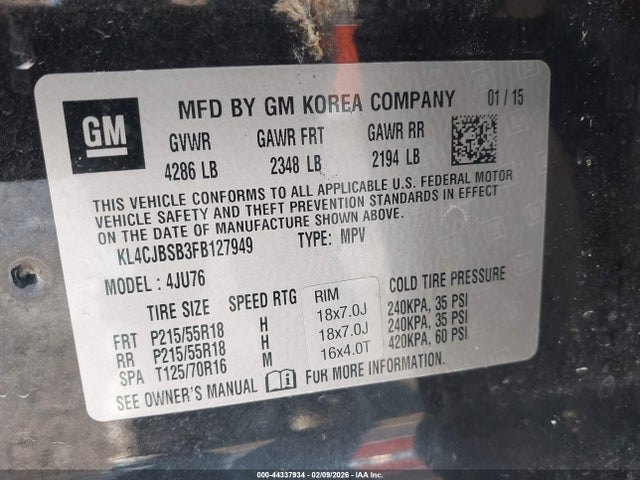 GM
MFD BY GM KOREA COMPANY 01 / 15
GVWR GAWR FRT GAWR RR
4286 LB 2348 LB 2194 LB
THIS VEHICLE CONFORMS TO ALL APPLICABLE U.S. FEDERAL MOTOR
VEHICLE SAFETY AND THEFT PREVENTION STANDARDS IN EFFECT
ON THE DATE OF MANUFACTURE SHOWN ABOVE.
KL4CJBSB3FB127949 TYPE: MPV
MODEL: 4JU76
TIRE SIZE SPEED RTG RIM COLD TIRE PRESSURE
FRT P215/55R18 H 18x7.0J 240KPA, 35 PSI
RR P215/55R18 H 18x7.0J 240KPA, 35 PSI
SPA T125/70R16 M 16x4.0T 420KPA, 60 PSI
SEE OWNER'S MANUAL FOR MORE INFORMATION.
000-44337934 - 02/09/2026 - IAA Inc.